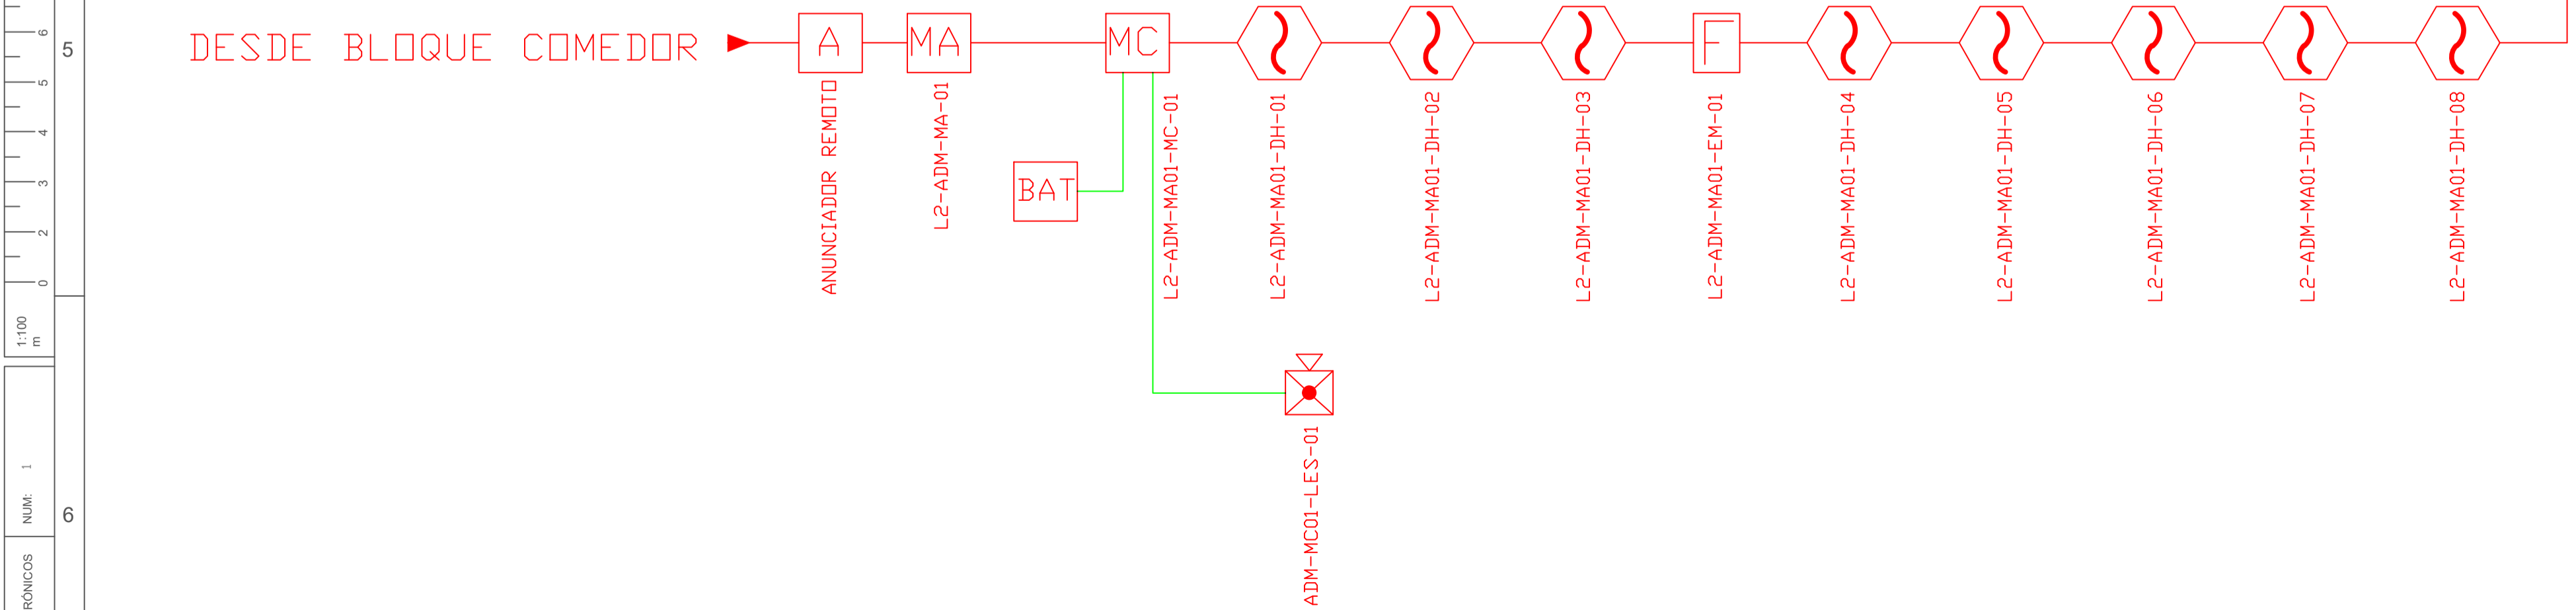 DESDE BLOQUE COMEDOR
A
MA
MC
F
BAT
ANUNCIADOR REMOTO
L2-ADM-MA-01
L2-ADM-MA01-MC-01
L2-ADM-MA01-DH-01
L2-ADM-MA01-DH-02
L2-ADM-MA01-DH-03
L2-ADM-MA01-EM-01
L2-ADM-MA01-DH-04
L2-ADM-MA01-DH-05
L2-ADM-MA01-DH-06
L2-ADM-MA01-DH-07
L2-ADM-MA01-DH-08
ADM-MC01-LES-01
5
6
6
5
4
3
2
0
1:100
m
NUM: 1
RÓNICOS